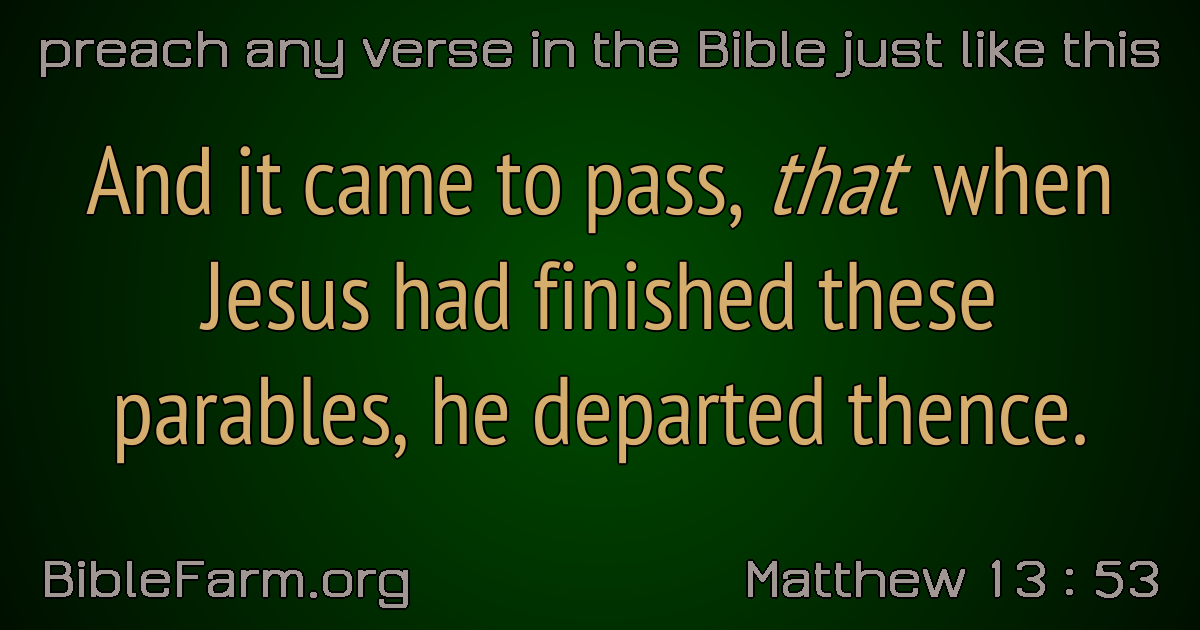 preach any verse in the Bible just like this
And it came to pass, that when
Jesus had finished these
parables, he departed thence.
BibleFarm.org
Matthew 13 : 53